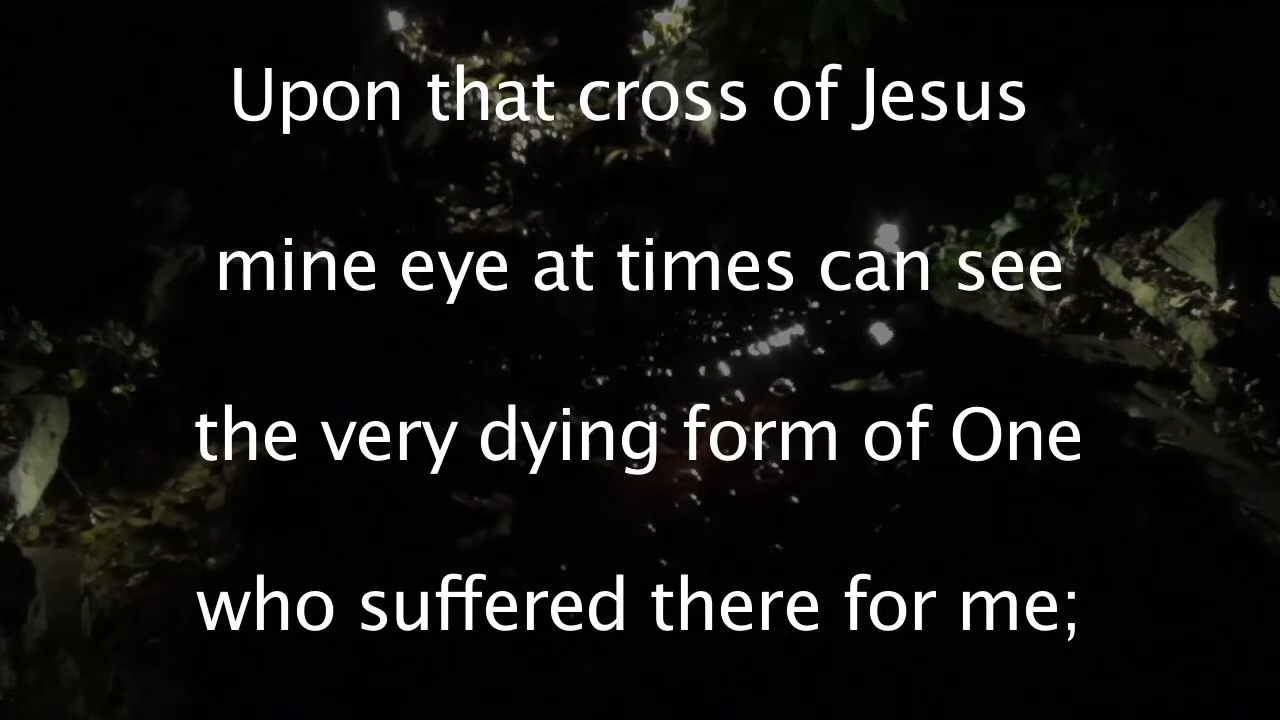 Upon that cross of Jesus
mine eye at times can see
the very dying form of One
who suffered there for me;